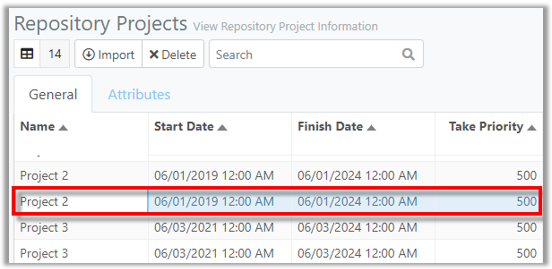 Repository Projects View Repository Project Information
14 Import Delete Search
General Attributes
Name Start Date Finish Date Take Priority
Project 2 06/01/2019 12:00 AM 06/01/2024 12:00 AM 500
Project 2 06/01/2019 12:00 AM 06/01/2024 12:00 AM 500
Project 3 06/03/2021 12:00 AM 06/03/2024 12:00 AM 500
Project 3 06/03/2021 12:00 AM 06/03/2024 12:00 AM 500